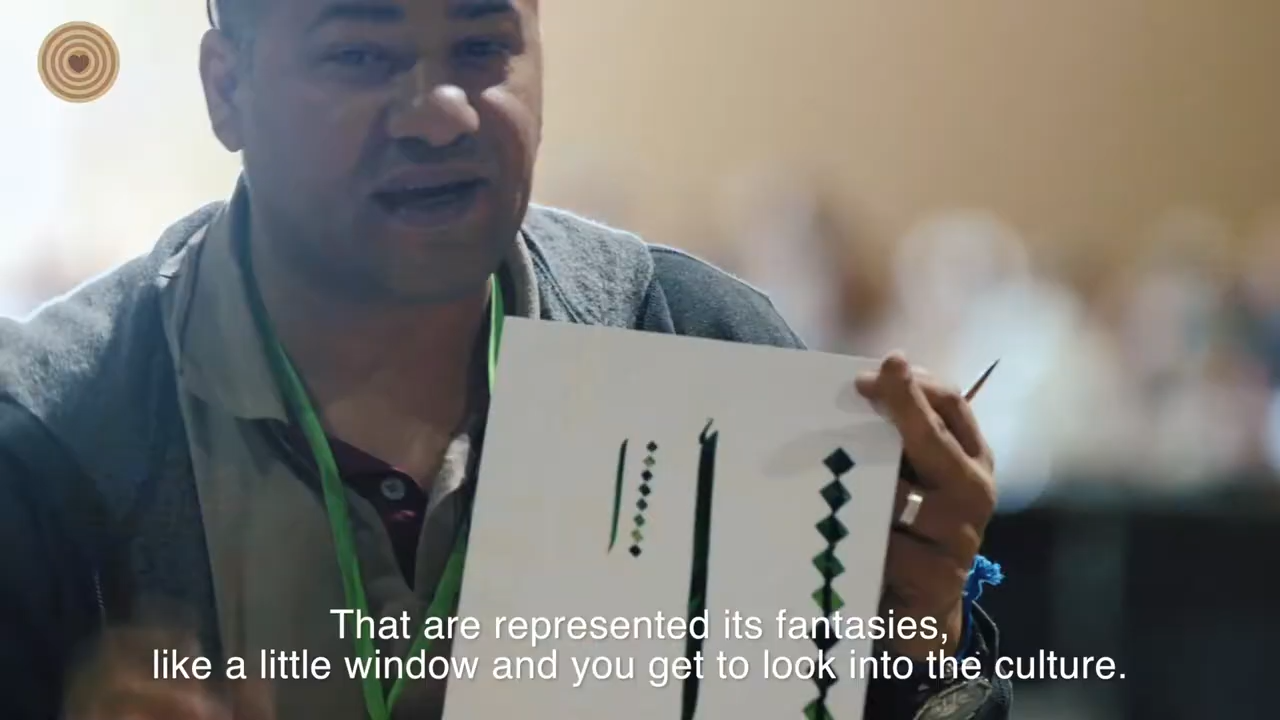 That are represented its fantasies,
like a little window and you get to look into the culture.